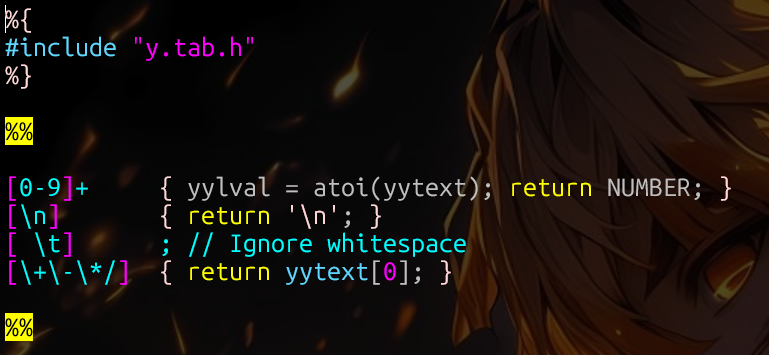 %{
#include "y.tab.h"
%}
%%
[0-9]+     { yylval = atoi(yytext); return NUMBER; }
[\n]       { return '\n'; }
[ \t]      ; // Ignore whitespace
[\+\-\*/]  { return yytext[0]; }
%%